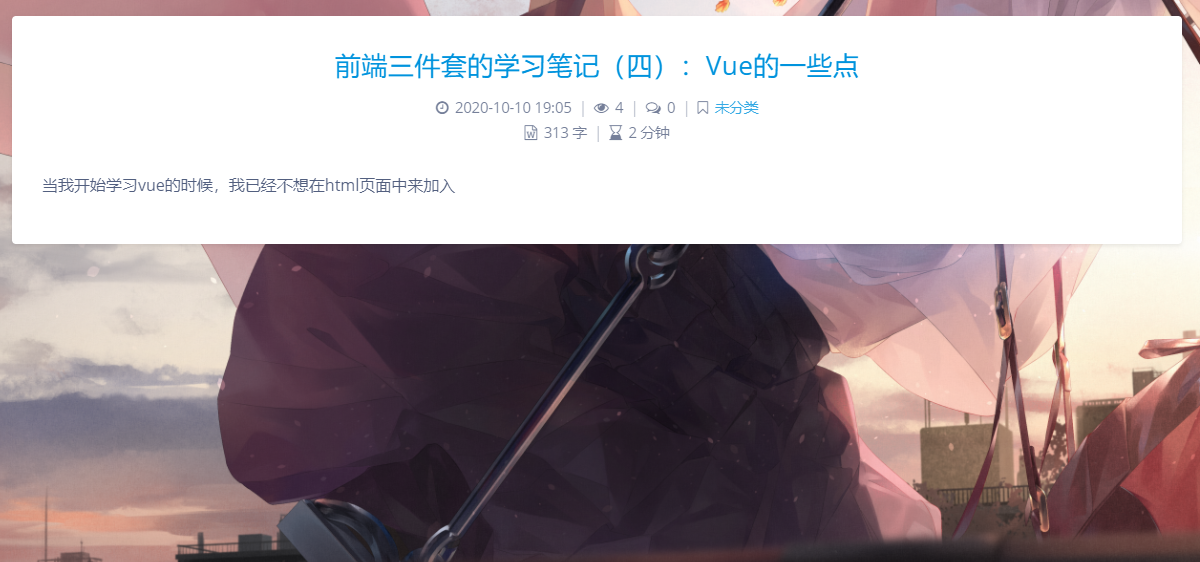 前端三件套的学习笔记（四）：Vue的一些点
2020-10-10 19:05 | 4 | 0 | 未分类
313 字 | 2 分钟
当我开始学习vue的时候，我已经不想在html页面中来加入